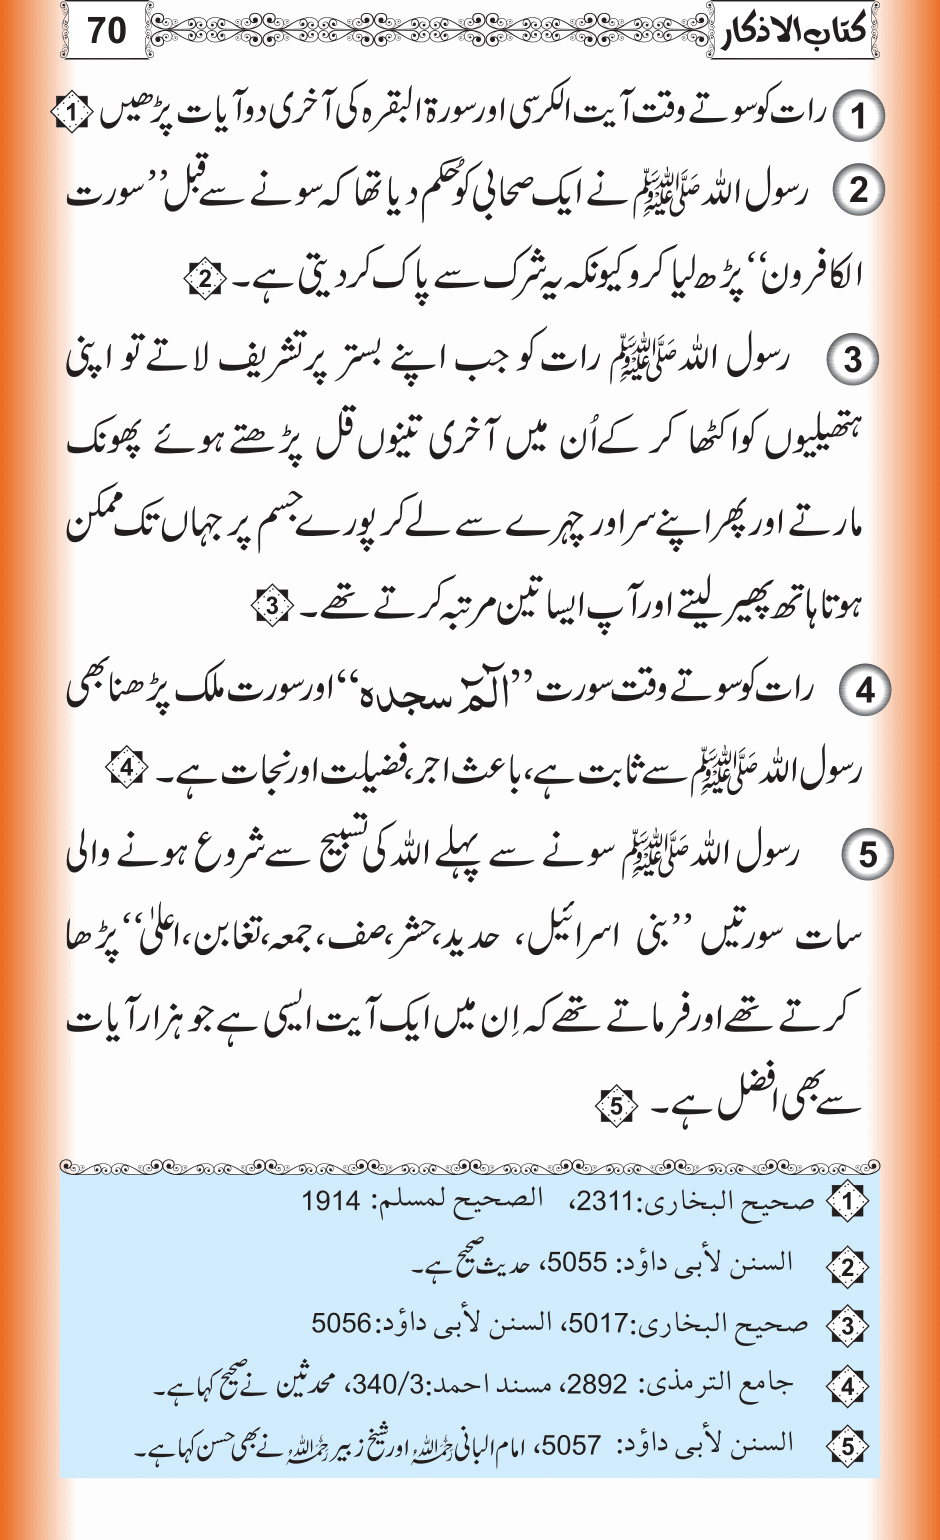 کتاب الاذکار 70
1 رات کو سوتے وقت آیت الکرسی اور سورۃ البقرہ کی آخری دو آیات پڑھیں 1
2 رسول اللہ ﷺ نے ایک صحابی کو حُکم دیا تھا کہ سونے سے قبل ’’سورت
الکافرون‘‘ پڑھ لیا کرو کیونکہ یہ شرک سے پاک کر دیتی ہے۔ 2
3 رسول اللہ ﷺ رات کو جب اپنے بستر پر تشریف لاتے تو اپنی
ہتھیلیوں کو اکٹھا کر کے اُن میں آخری تینوں قل پڑھتے ہوئے پھونک
مارتے اور پھر اپنے سر اور چہرے سے لے کر پورے جسم پر جہاں تک ممکن
ہوتا ہاتھ پھیر لیتے اور آپ ایسا تین مرتبہ کرتے تھے۔ 3
4 رات کو سوتے وقت سورت ’’الٓمّٓ سجدہ‘‘ اور سورت ملک پڑھنا بھی
رسول اللہ ﷺ سے ثابت ہے، باعث اجر، فضیلت اور نجات ہے۔ 4
5 رسول اللہ ﷺ سونے سے پہلے اللہ کی تسبیح سے شروع ہونے والی
سات سورتیں ’’بنی اسرائیل، حدید، حشر، صف، جمعہ، تغابن، اعلیٰ‘‘ پڑھا
کرتے تھے اور فرماتے تھے کہ اِن میں ایک آیت ایسی ہے جو ہزار آیات
سے بھی افضل ہے۔ 5
1 صحیح البخاری:2311، الصحیح لمسلم: 1914
2 السنن لأبی داؤد: 5055، حدیث صحیح ہے۔
3 صحیح البخاری:5017، السنن لأبی داؤد:5056
4 جامع الترمذی: 2892، مسند احمد:340/3، محدثین نے صحیح کہا ہے۔
5 السنن لأبی داؤد: 5057، امام البانی رحمہ اللہ اور شیخ زبیر رحمہ اللہ نے بھی حسن کہا ہے۔